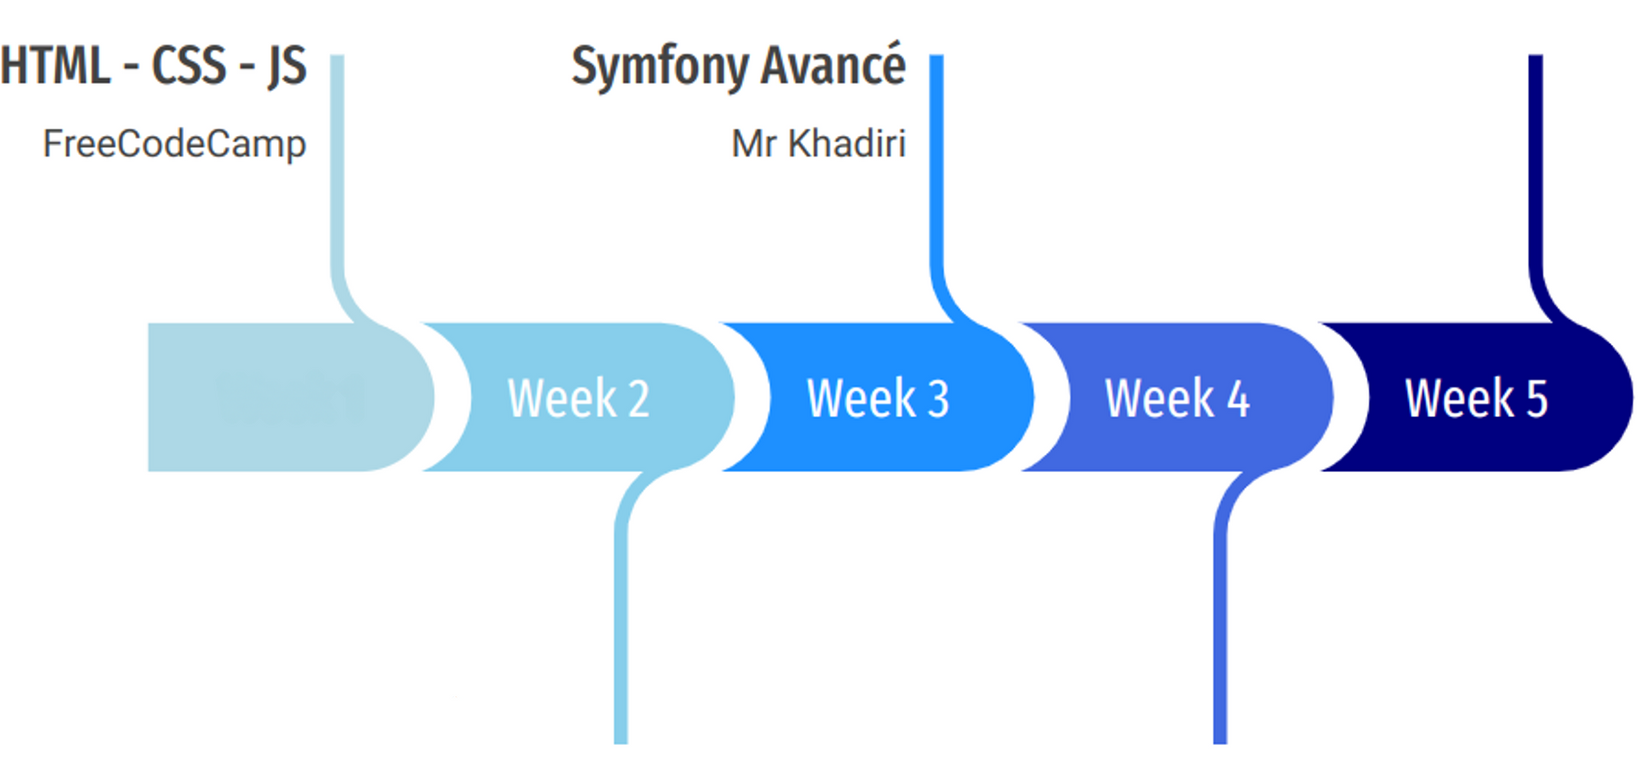 HTML - CSS - JS
FreeCodeCamp
Symfony Avancé
Mr Khadiri
Week 2
Week 3
Week 4
Week 5